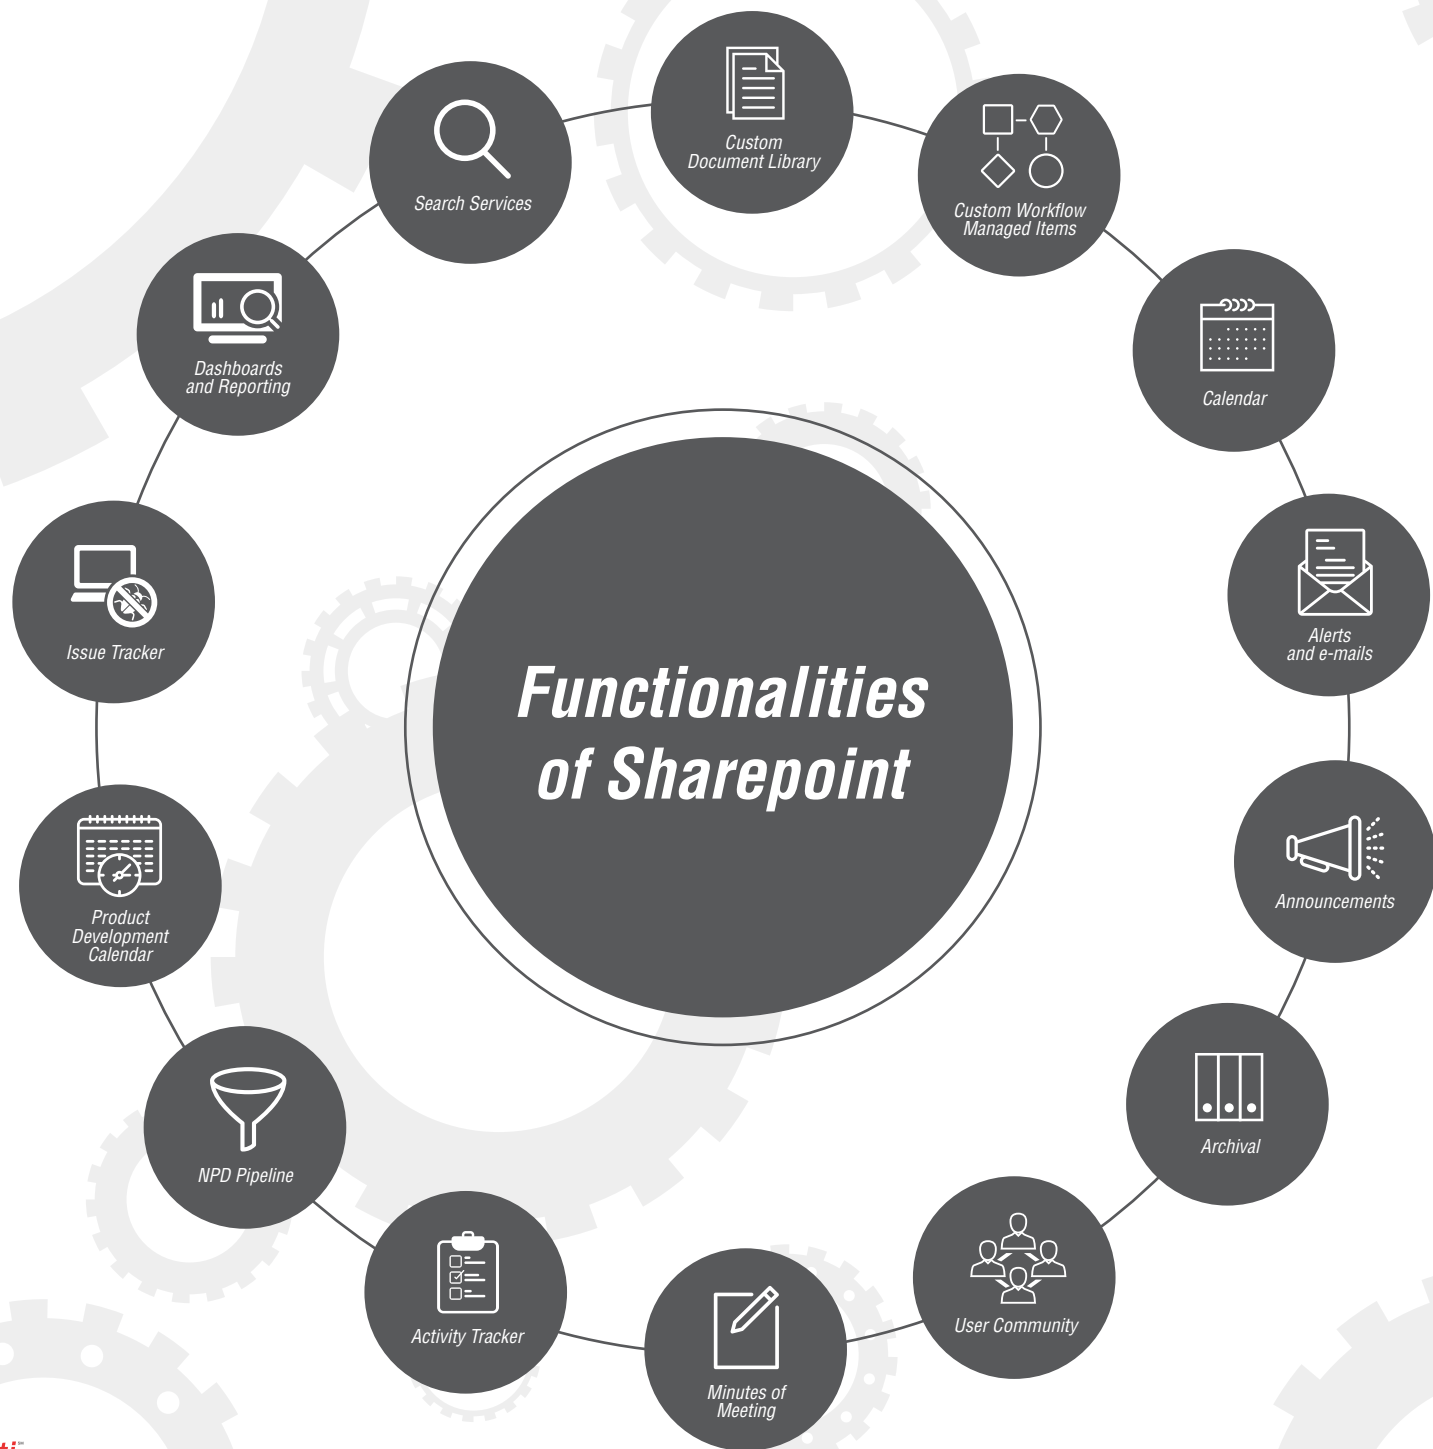 Custom
Document Library
Custom Workflow
Managed Items
Calendar
Alerts
and e-mails
Announcements
Archival
User Community
Minutes of
Meeting
Activity Tracker
NPD Pipeline
Product
Development
Calendar
Issue Tracker
Dashboards
and Reporting
Search Services
Functionalities
of Sharepoint